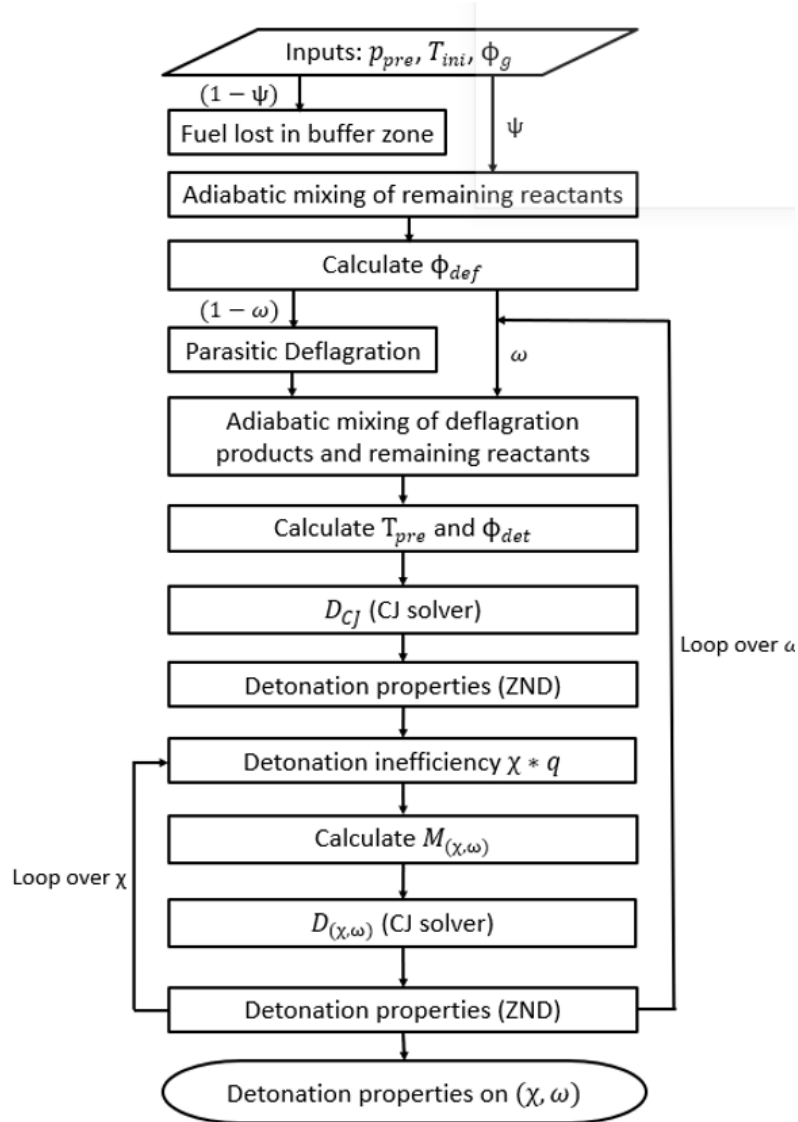 Inputs: p_pre, T_ini, ϕ_g
(1 − ψ)
Fuel lost in buffer zone
ψ
Adiabatic mixing of remaining reactants
Calculate ϕ_def
(1 − ω)
Parasitic Deflagration
ω
Adiabatic mixing of deflagration
products and remaining reactants
Calculate T_pre and ϕ_det
D_CJ (CJ solver)
Loop over ω
Detonation properties (ZND)
Detonation inefficiency χ * q
Calculate M_(χ,ω)
Loop over χ
D_(χ,ω) (CJ solver)
Detonation properties (ZND)
Detonation properties on (χ, ω)